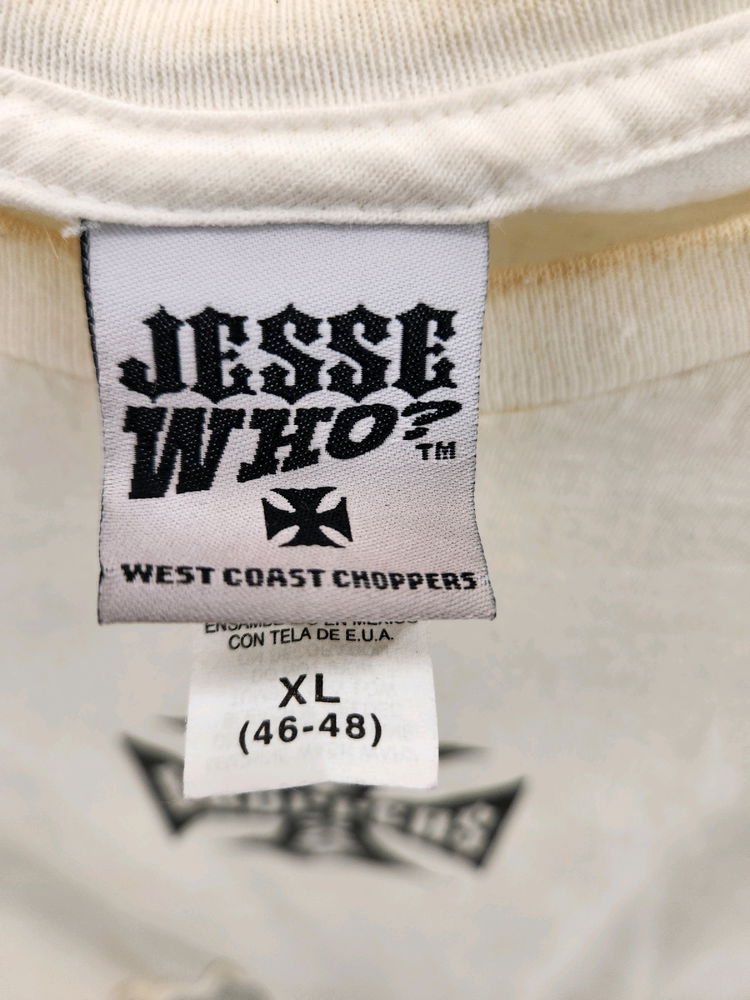 JESSE
WHO?™
WEST COAST CHOPPERS
CON TELA DE E.U.A.
XL
(46-48)